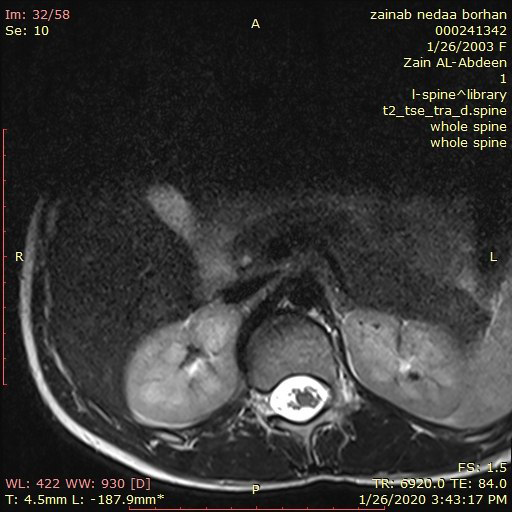 Im: 32/58
Se: 10
A
zainab nedaa borhan
000241342
1/26/2003 F
Zain AL-Abdeen
1
l-spine^library
t2_tse_tra_d.spine
whole spine
whole spine
R
L
WL: 422 WW: 930 [D]
T: 4.5mm L: -187.9mm*
P
FS: 1.5
TR: 6920.0 TE: 84.0
1/26/2020 3:43:17 PM